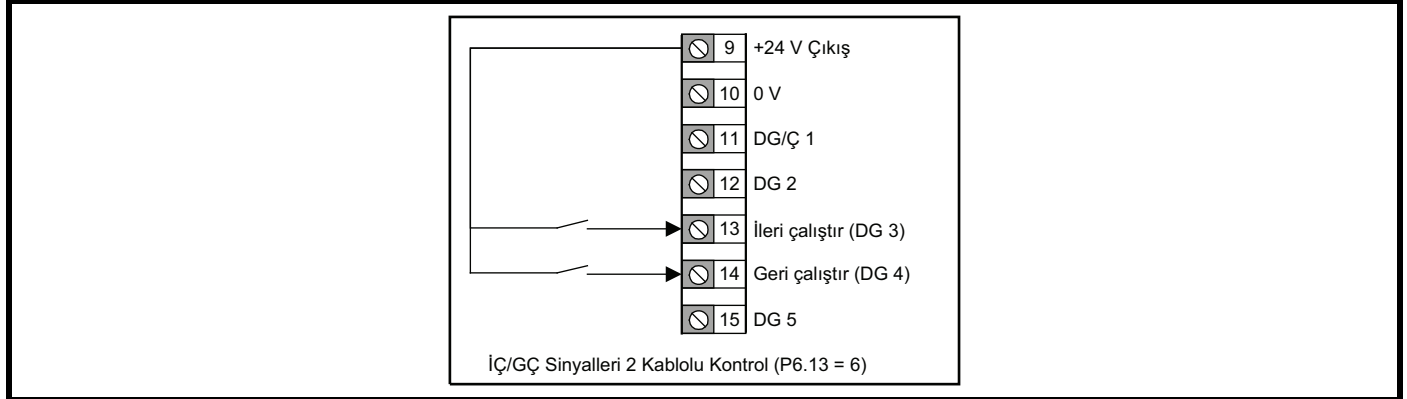 9 +24 V Çıkış
10 0 V
11 DG/Ç 1
12 DG 2
13 İleri çalıştır (DG 3)
14 Geri çalıştır (DG 4)
15 DG 5
İÇ/GÇ Sinyalleri 2 Kablolu Kontrol (P6.13 = 6)